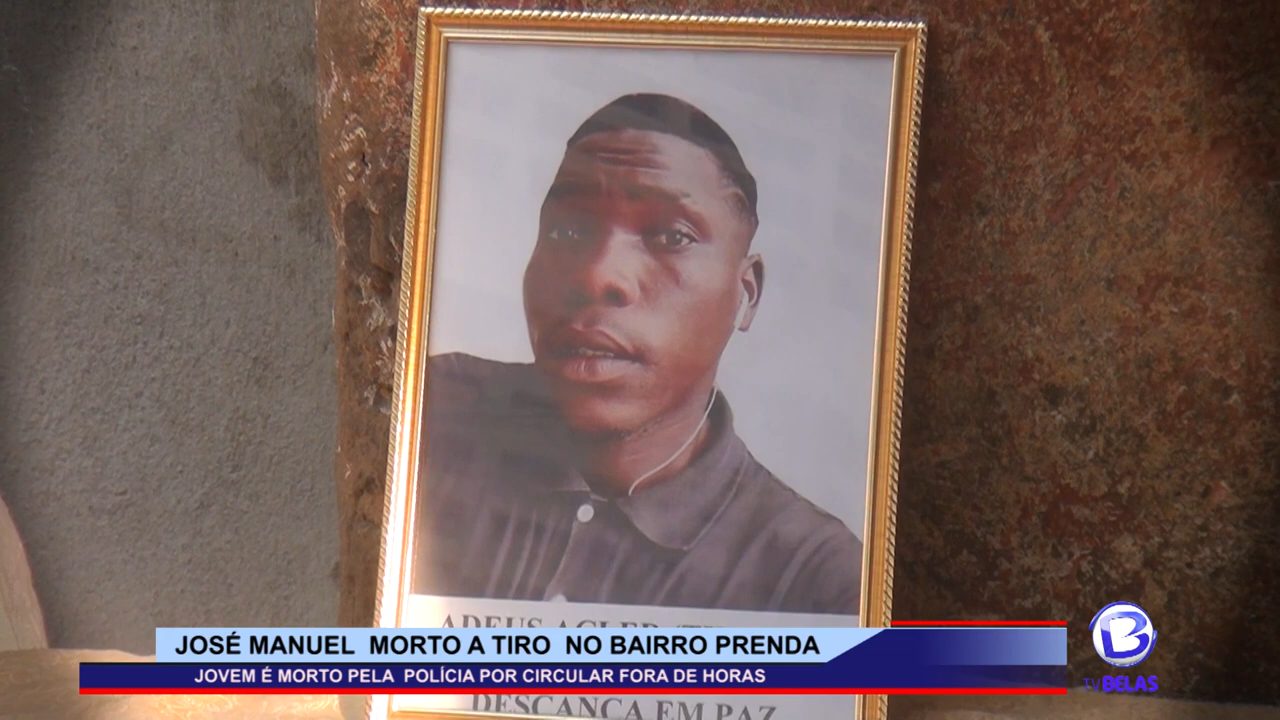 ADEUS
JOSÉ MANUEL MORTO A TIRO NO BAIRRO PRENDA
JOVEM É MORTO PELA POLÍCIA POR CIRCULAR FORA DE HORAS
DESCANÇA EM PAZ
B
TV BELAS